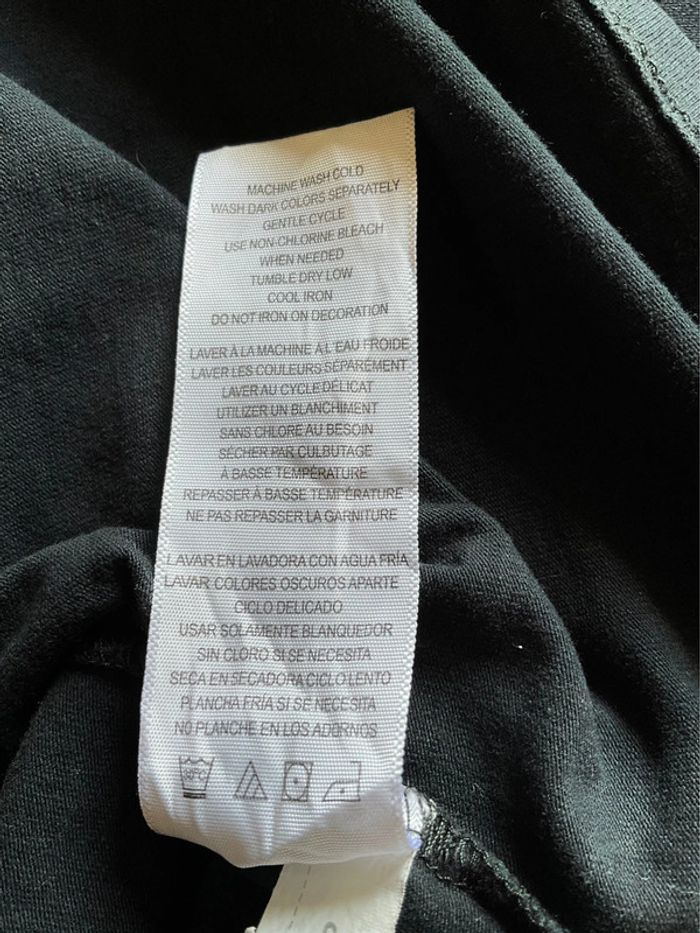 MACHINE WASH COLD
WASH DARK COLORS SEPARATELY
GENTLE CYCLE
USE NON-CHLORINE BLEACH
WHEN NEEDED
TUMBLE DRY LOW
COOL IRON
DO NOT IRON ON DECORATION
LAVER À LA MACHINE À L'EAU FROIDE
LAVER LES COULEURS SÉPARÉMENT
LAVER AU CYCLE DÉLICAT
UTILIZER UN BLANCHIMENT
SANS CHLORE AU BESOIN
SÉCHER PAR CULBUTAGE
À BASSE TEMPÉRATURE
REPASSER À BASSE TEMPÉRATURE
NE PAS REPASSER LA GARNITURE
LAVAR EN LAVADORA CON AGUA FRÍA
LAVAR COLORES OSCUROS APARTE
CICLO DELICADO
USAR SOLAMENTE BLANQUEDOR
SIN CLORO SI SE NECESITA
SECA EN SECADORA CICLO LENTO
PLANCHA FRIA SI SE NECESITA
NO PLANCHE EN LOS ADORNOS
30°C